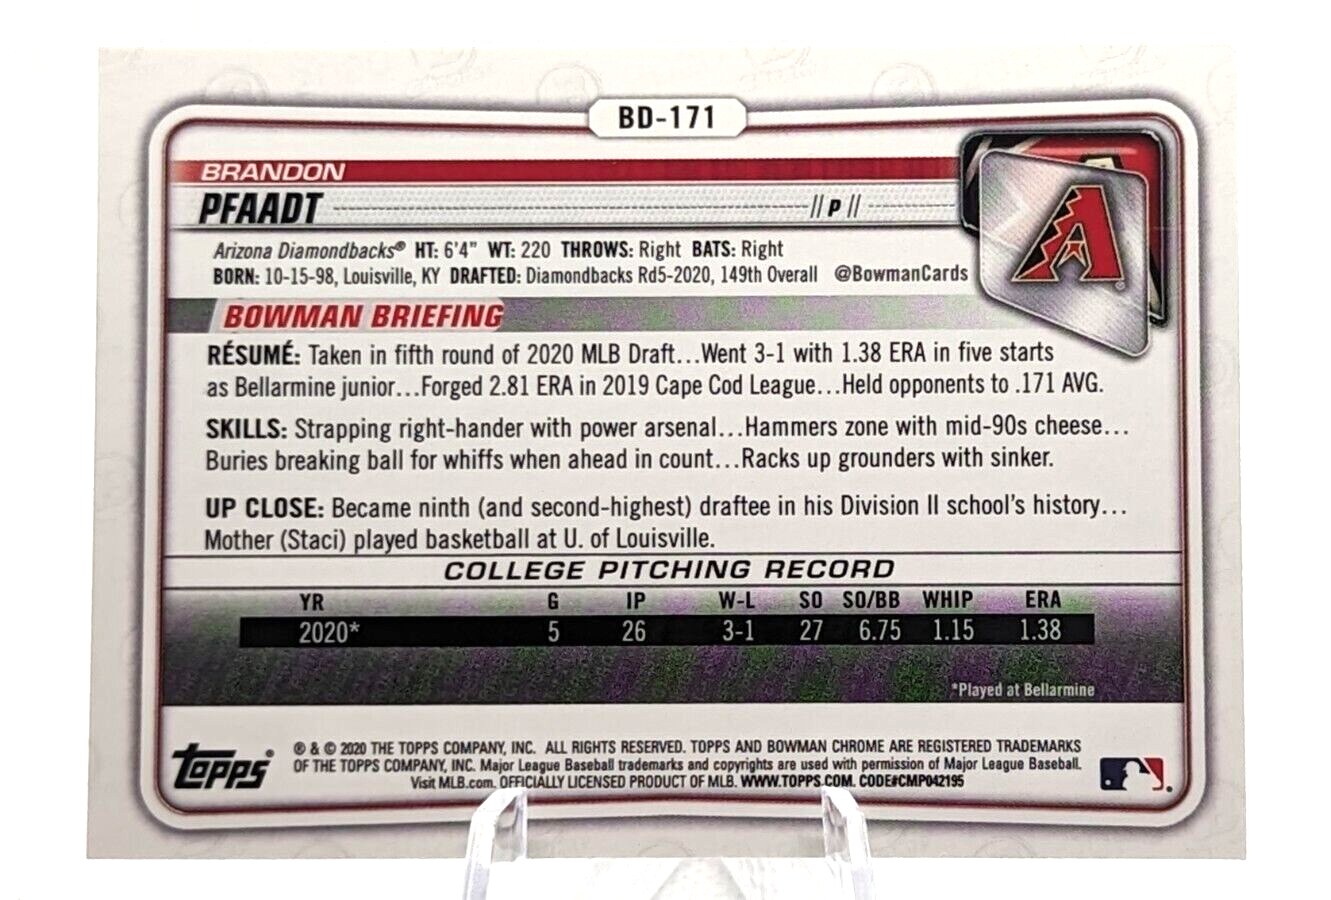 BD-171
BRANDON
PFAADT // P //
Arizona Diamondbacks® HT: 6'4" WT: 220 THROWS: Right BATS: Right
BORN: 10-15-98, Louisville, KY DRAFTED: Diamondbacks Rd5-2020, 149th Overall @BowmanCards
A
BOWMAN BRIEFING
RÉSUMÉ: Taken in fifth round of 2020 MLB Draft...Went 3-1 with 1.38 ERA in five starts
as Bellarmine junior...Forged 2.81 ERA in 2019 Cape Cod League...Held opponents to .171 AVG.
SKILLS: Strapping right-hander with power arsenal...Hammers zone with mid-90s cheese...
Buries breaking ball for whiffs when ahead in count...Racks up grounders with sinker.
UP CLOSE: Became ninth (and second-highest) draftee in his Division II school's history...
Mother (Staci) played basketball at U. of Louisville.
COLLEGE PITCHING RECORD
YR G IP W-L SO SO/BB WHIP ERA
2020* 5 26 3-1 27 6.75 1.15 1.38
*Played at Bellarmine
Topps®
® & © 2020 THE TOPPS COMPANY, INC. ALL RIGHTS RESERVED. TOPPS AND BOWMAN CHROME ARE REGISTERED TRADEMARKS
OF THE TOPPS COMPANY, INC. Major League Baseball trademarks and copyrights are used with permission of Major League Baseball.
Visit MLB.com. OFFICIALLY LICENSED PRODUCT OF MLB. WWW.TOPPS.COM. CODE#CMP042195